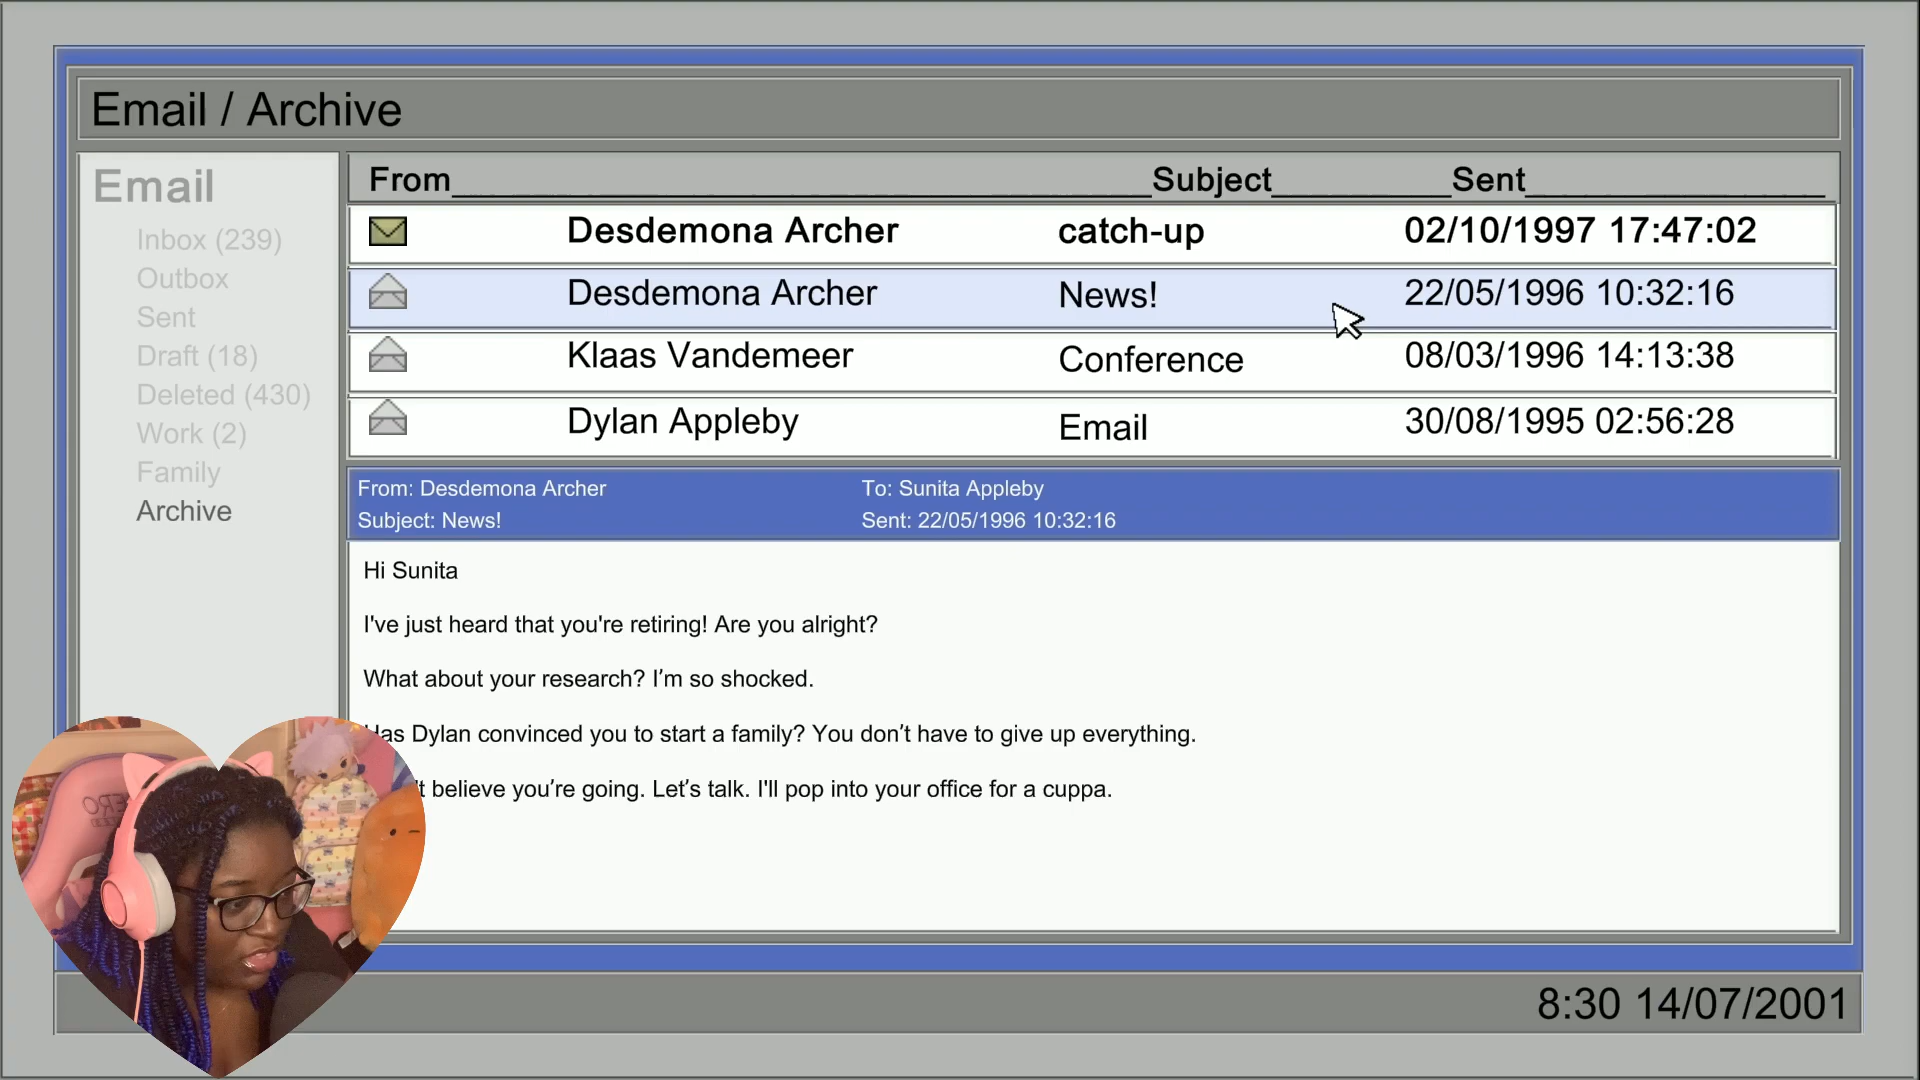 Email / Archive
Email
Inbox (239)
Outbox
Sent
Draft (18)
Deleted (430)
Work (2)
Family
Archive
From Subject Sent
Desdemona Archer catch-up 02/10/1997 17:47:02
Desdemona Archer News! 22/05/1996 10:32:16
Klaas Vandemeer Conference 08/03/1996 14:13:38
Dylan Appleby Email 30/08/1995 02:56:28
From: Desdemona Archer To: Sunita Appleby
Subject: News! Sent: 22/05/1996 10:32:16
Hi Sunita
I've just heard that you're retiring! Are you alright?
What about your research? I’m so shocked.
Has Dylan convinced you to start a family? You don’t have to give up everything.
believe you’re going. Let’s talk. I'll pop into your office for a cuppa.
8:30 14/07/2001